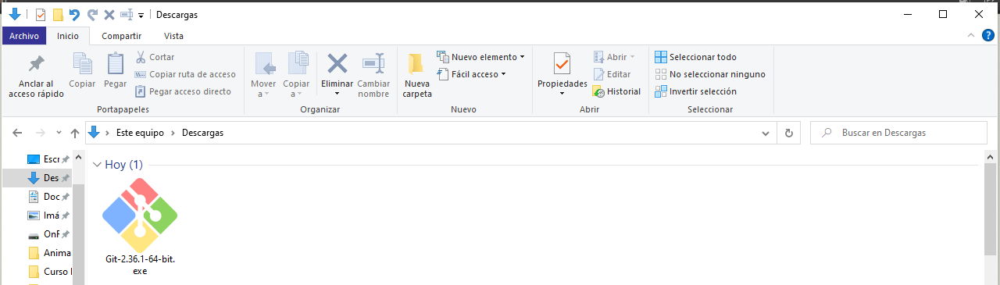 Descargas
Archivo Inicio Compartir Vista
Anclar al
acceso rápido
Copiar
Pegar
Cortar
Copiar ruta de acceso
Pegar acceso directo
Portapapeles
Mover
a
Copiar
a
Eliminar
Cambiar
nombre
Organizar
Nueva
carpeta
Nuevo elemento
Fácil acceso
Nuevo
Propiedades
Abrir
Editar
Historial
Abrir
Seleccionar todo
No seleccionar ninguno
Invertir selección
Seleccionar
Este equipo > Descargas
Buscar en Descargas
Escr
Des
Doc
Imá
Anima
Curso
Hoy (1)
Git-2.36.1-64-bit.
exe